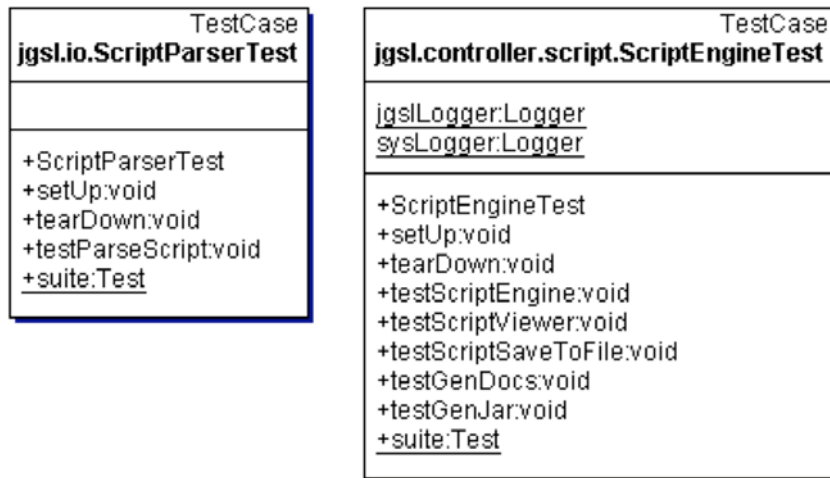 TestCase
jgsl.io.ScriptParserTest
+ScriptParserTest
+setUp:void
+tearDown:void
+testParseScript:void
+suite:Test
TestCase
jgsl.controller.script.ScriptEngineTest
jgslLogger:Logger
sysLogger:Logger
+ScriptEngineTest
+setUp:void
+tearDown:void
+testScriptEngine:void
+testScriptViewer:void
+testScriptSaveToFile:void
+testGenDocs:void
+testGenJar:void
+suite:Test